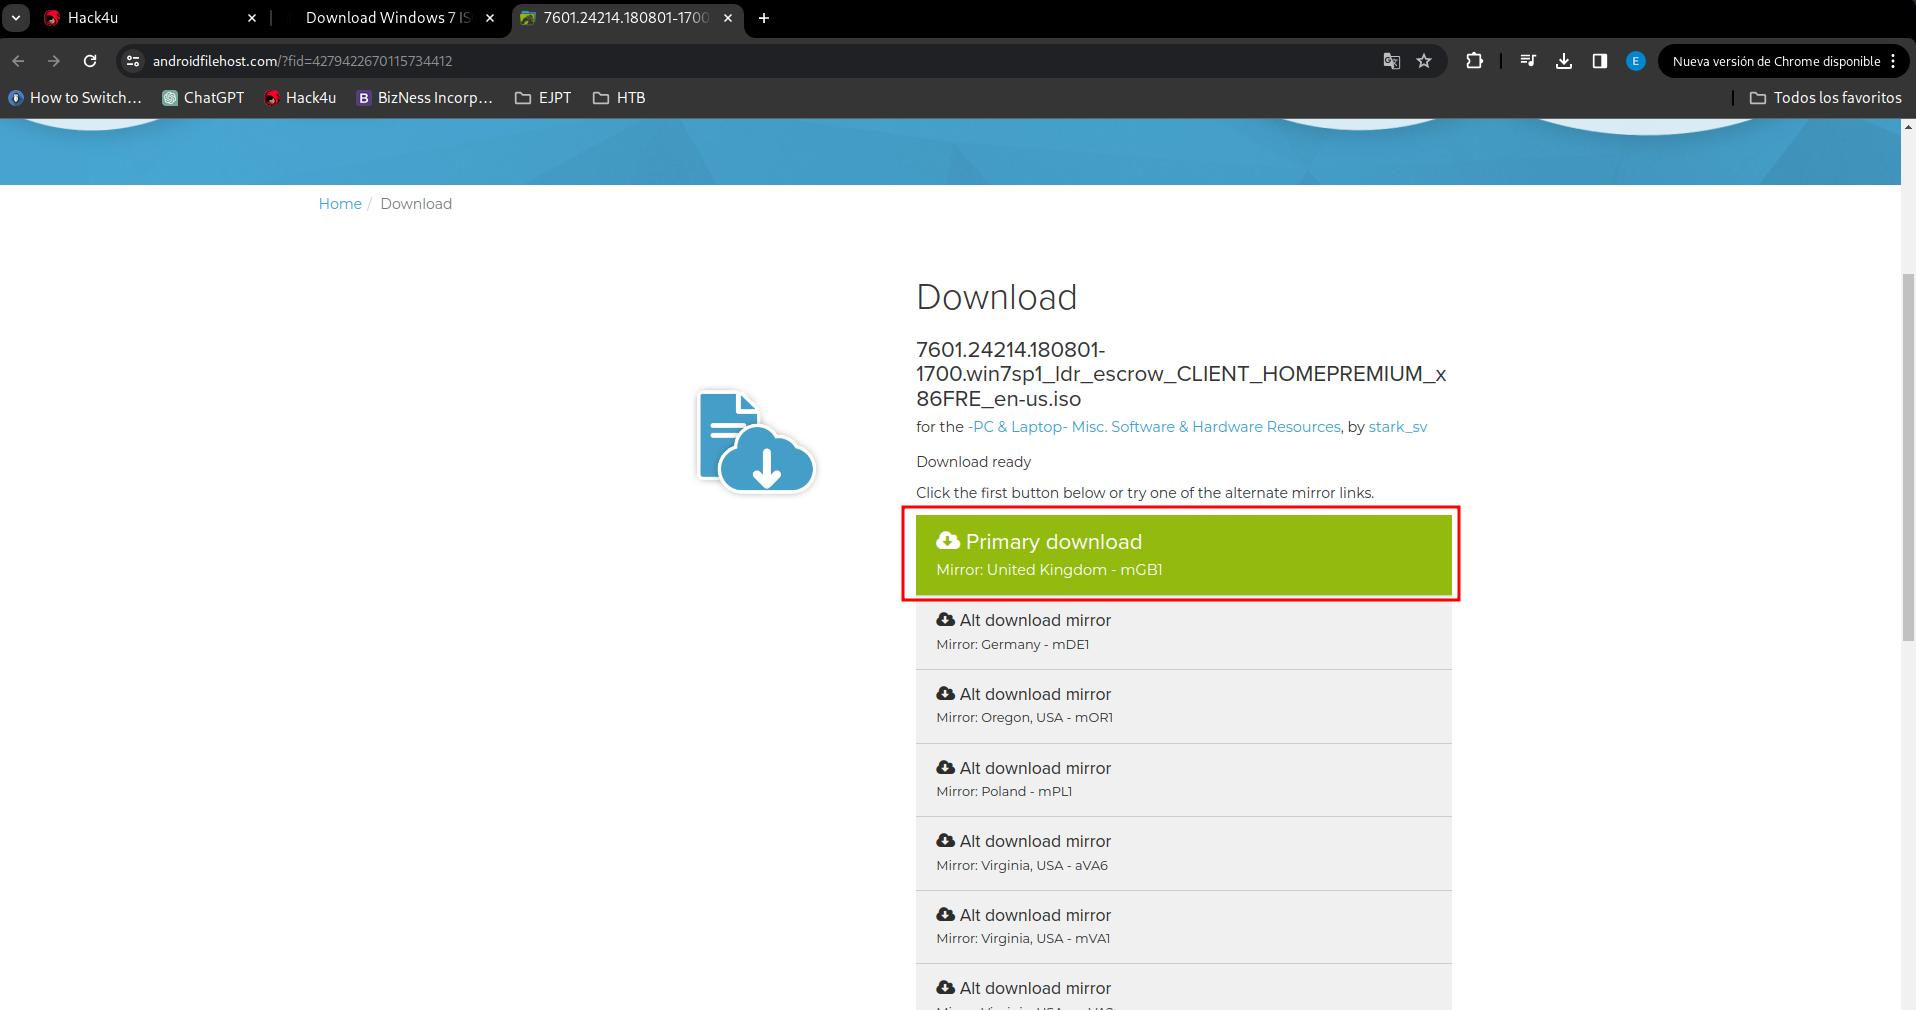 Hack4u
Download Windows 7 IS
7601.24214.180801-1700
androidfilehost.com/?fid=4279422670115734412
E
Nueva versión de Chrome disponible
How to Switch...
ChatGPT
Hack4u
B BizNess Incorp...
EJPT
HTB
Todos los favoritos
Home / Download
Download
7601.24214.180801-
1700.win7sp1_ldr_escrow_CLIENT_HOMEPREMIUM_x
86FRE_en-us.iso
for the -PC & Laptop- Misc. Software & Hardware Resources, by stark_sv
Download ready
Click the first button below or try one of the alternate mirror links.
Primary download
Mirror: United Kingdom - mGB1
Alt download mirror
Mirror: Germany - mDE1
Alt download mirror
Mirror: Oregon, USA - mOR1
Alt download mirror
Mirror: Poland - mPL1
Alt download mirror
Mirror: Virginia, USA - aVA6
Alt download mirror
Mirror: Virginia, USA - mVA1
Alt download mirror